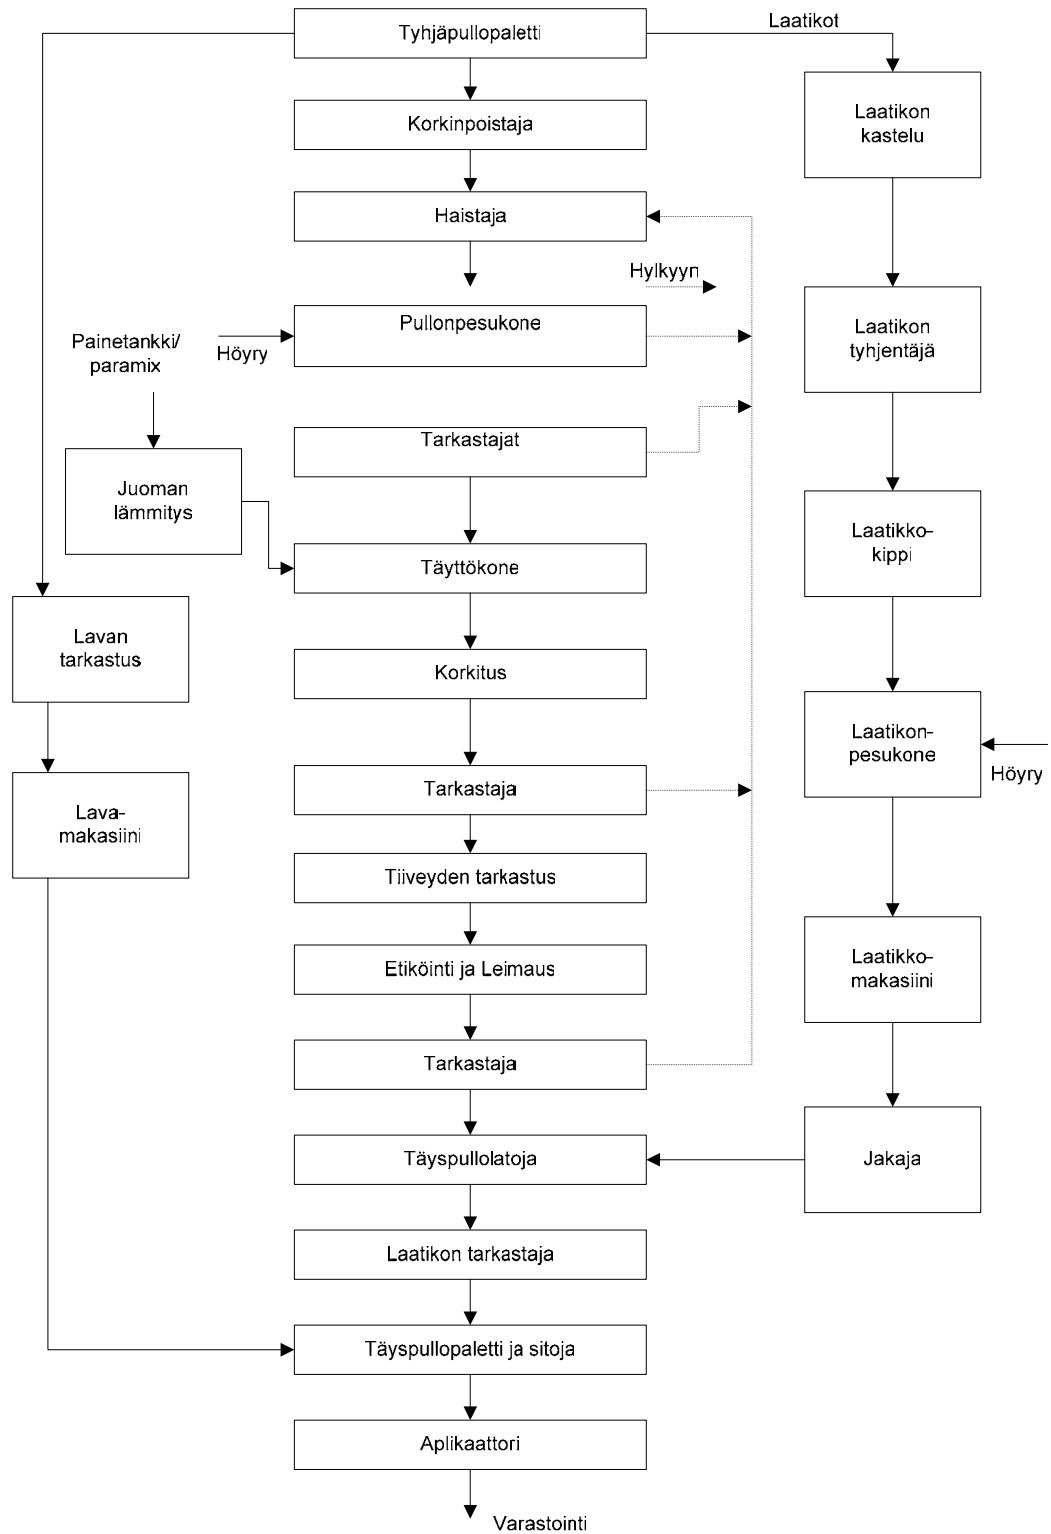 Laatikot
Tyhjäpullopaletti
Korkinpoistaja
Laatikon
kastelu
Haistaja
Hylkyyn
Pullonpesukone
Höyry
Laatikon
tyhjentäjä
Painetankki/
paramix
Tarkastajat
Juoman
lämmitys
Laatikko-
kippi
Täyttökone
Lavan
tarkastus
Korkitus
Laatikon-
pesukone
Höyry
Tarkastaja
Lava-
makasiini
Tiiveyden tarkastus
Etiköinti ja Leimaus
Laatikko-
makasiini
Tarkastaja
Täyspullolatoja
Jakaja
Laatikon tarkastaja
Täyspullopaletti ja sitoja
Aplikaattori
Varastointi